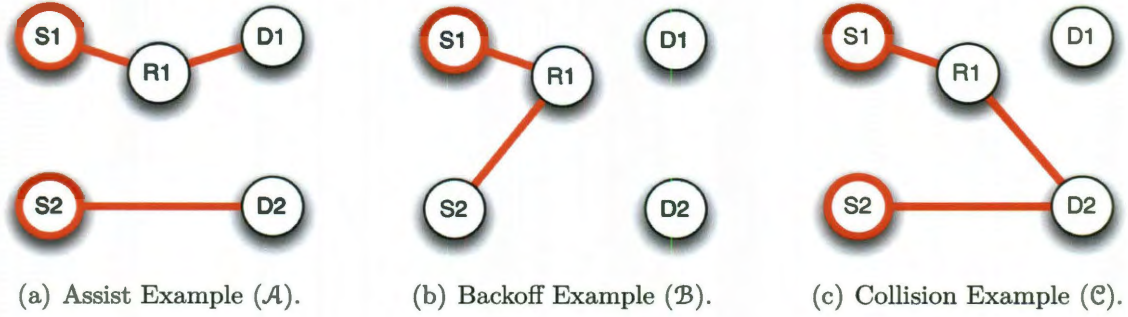 S1 R1 D1
S2 D2
(a) Assist Example (𝒜).
S1 R1 D1
S2 D2
(b) Backoff Example (ℬ).
S1 R1 D1
S2 D2
(c) Collision Example (𝒞).